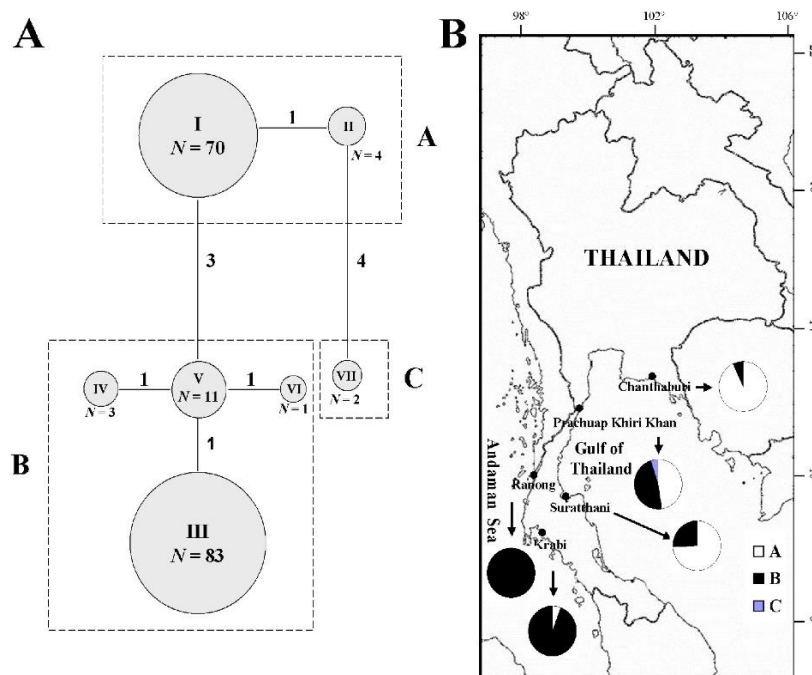 A
I
N = 70
1
II
N = 4
A
3
4
IV
N = 3
1
V
N = 11
1
VI
N = 1
VII
N = 2
C
1
B
III
N = 83
B
98°
102°
106°
THAILAND
Chanthaburi
Prachuap Khiri Khan
Gulf of
Thailand
Andaman Sea
Ranong
Suratthani
Krabi
A
B
C